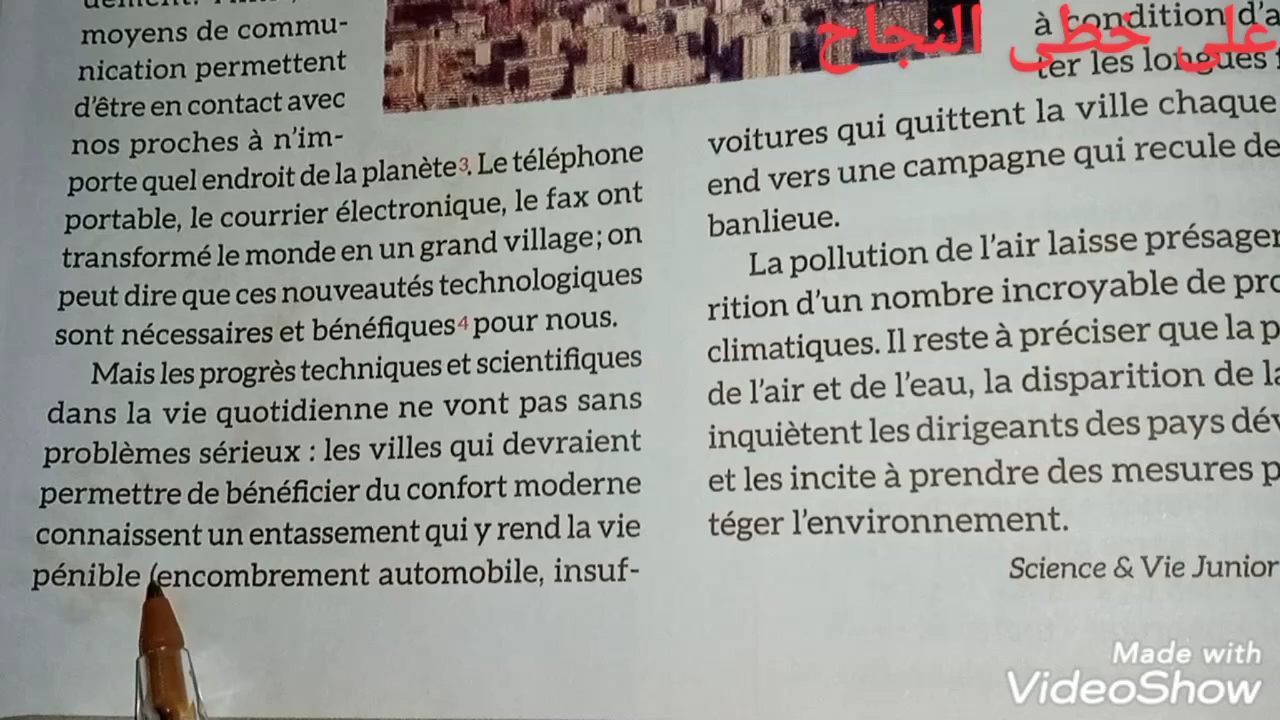 moyens de commu-
nication permettent
d'être en contact avec
nos proches à n'im-
porte quel endroit de la planète3. Le téléphone
portable, le courrier électronique, le fax ont
transformé le monde en un grand village; on
peut dire que ces nouveautés technologiques
sont nécessaires et bénéfiques4 pour nous.
Mais les progrès techniques et scientifiques
dans la vie quotidienne ne vont pas sans
problèmes sérieux : les villes qui devraient
permettre de bénéficier du confort moderne
connaissent un entassement qui y rend la vie
pénible (encombrement automobile, insuf-
à condition d'a
ter les longues
voitures qui quittent la ville chaque
end vers une campagne qui recule de
banlieue.
La pollution de l'air laisse présager
rition d'un nombre incroyable de pro
climatiques. Il reste à préciser que la p
de l'air et de l'eau, la disparition de la
inquiètent les dirigeants des pays dév
et les incite à prendre des mesures p
téger l'environnement.
Science & Vie Junior
على خطى النجاح
Made with
VideoShow